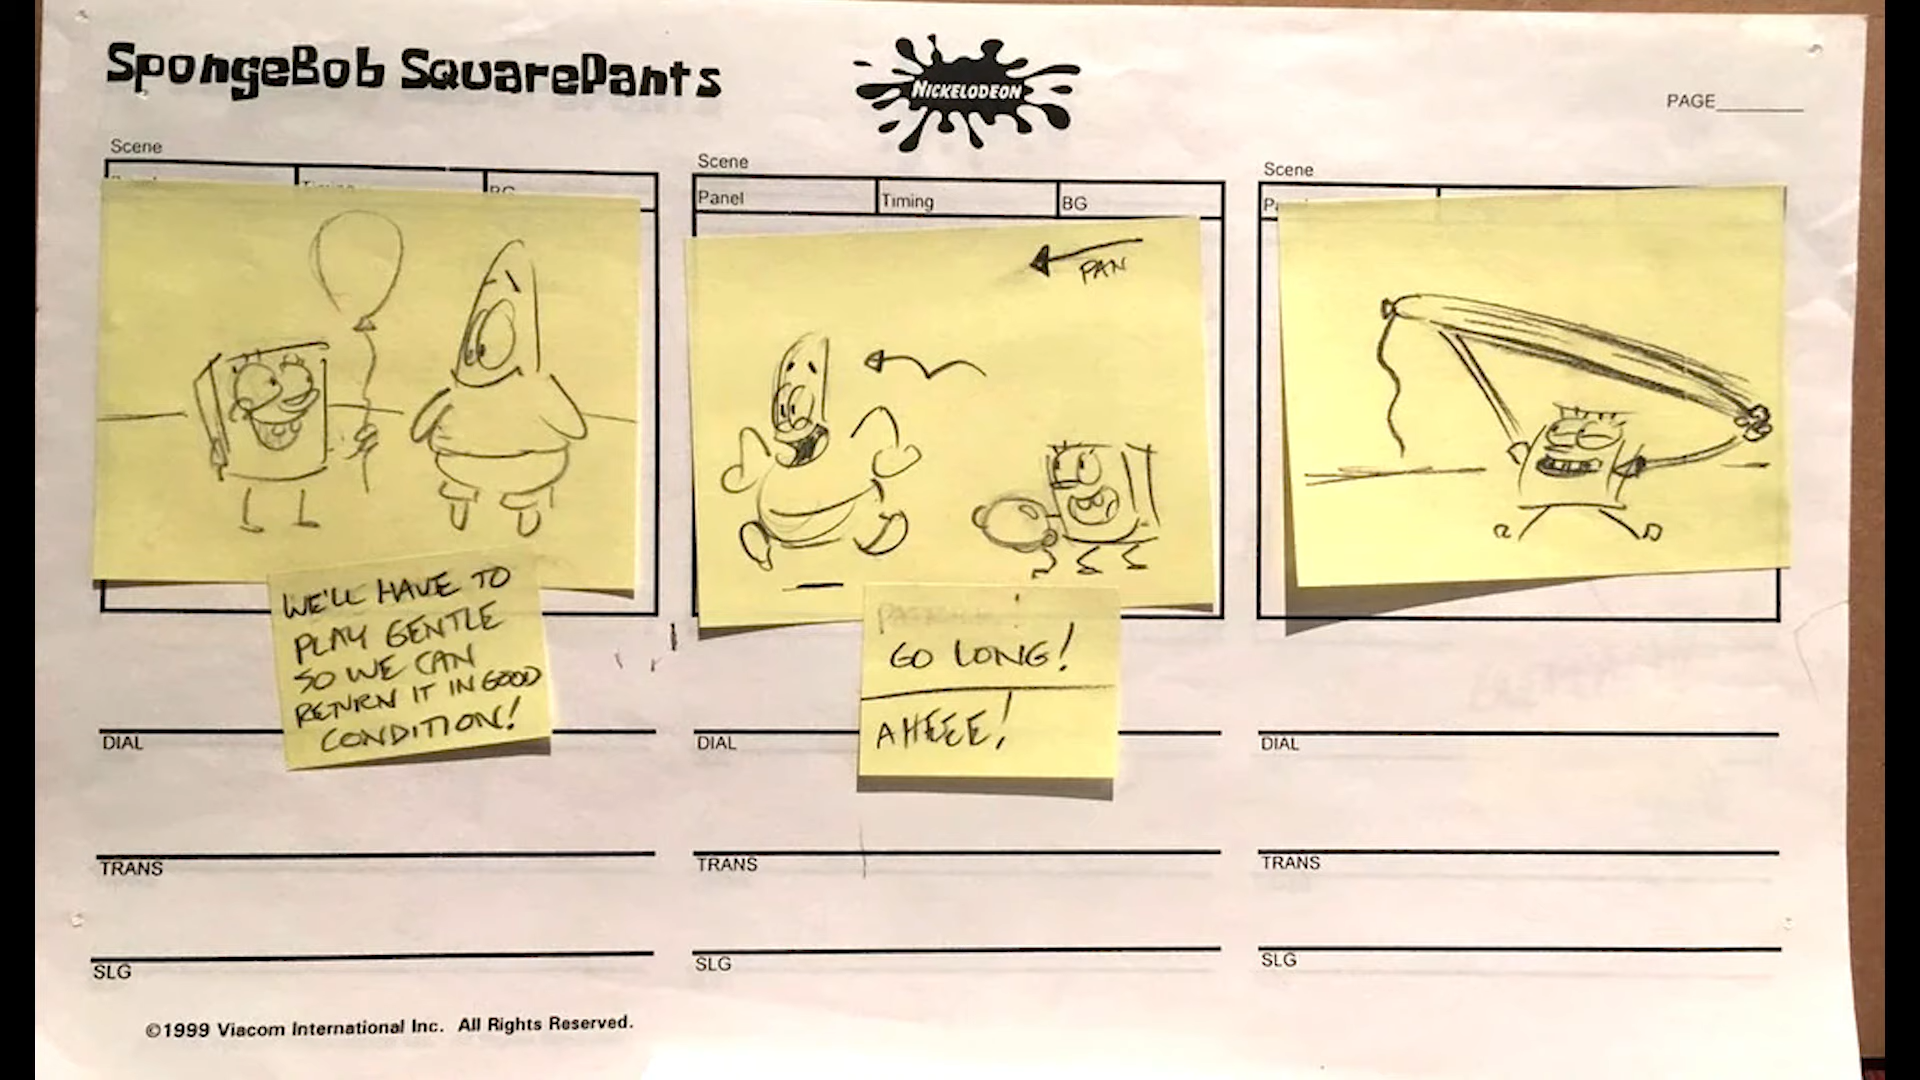 SpongeBob SquarePants
NICKELODEON
PAGE
Scene
Scene
Panel Timing BG
Scene
PAN
WE'LL HAVE TO
PLAY GENTLE
SO WE CAN
RETURN IT IN GOOD
CONDITION!
GO LONG!
AHEEE!
DIAL
DIAL
DIAL
TRANS
TRANS
TRANS
SLG
SLG
SLG
©1999 Viacom International Inc. All Rights Reserved.